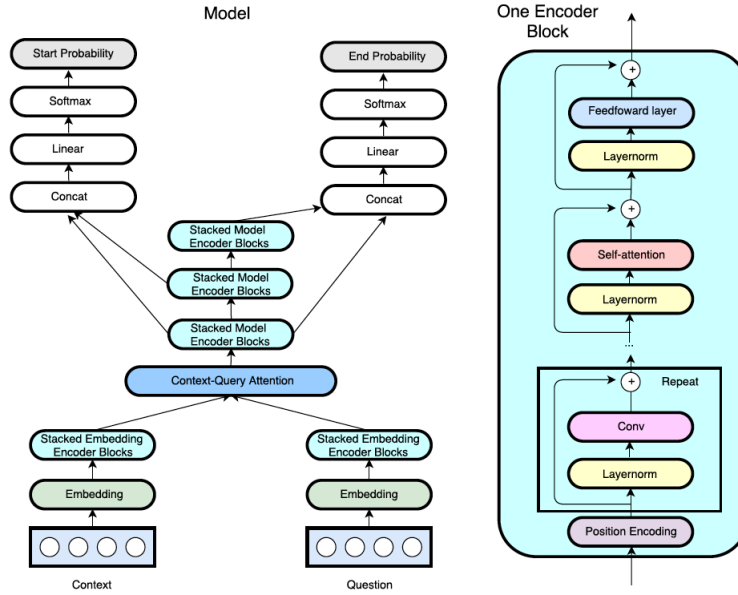 Model
Start Probability
Softmax
Linear
Concat
End Probability
Softmax
Linear
Concat
Stacked Model
Encoder Blocks
Stacked Model
Encoder Blocks
Stacked Model
Encoder Blocks
Context-Query Attention
Stacked Embedding
Encoder Blocks
Stacked Embedding
Encoder Blocks
Embedding
Embedding
Context
Question
One Encoder
Block
+
Feedfoward layer
Layernorm
+
Self-attention
Layernorm
...
+
Repeat
Conv
Layernorm
Position Encoding